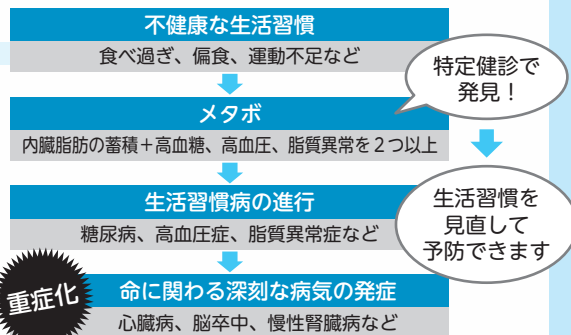 不健康な生活習慣
食べ過ぎ、偏食、運動不足など
特定健診で
発見！
メタボ
内臓脂肪の蓄積＋高血糖、高血圧、脂質異常を２つ以上
生活習慣病の進行
糖尿病、高血圧症、脂質異常症など
生活習慣を
見直して
予防できます
重症化
命に関わる深刻な病気の発症
心臓病、脳卒中、慢性腎臓病など